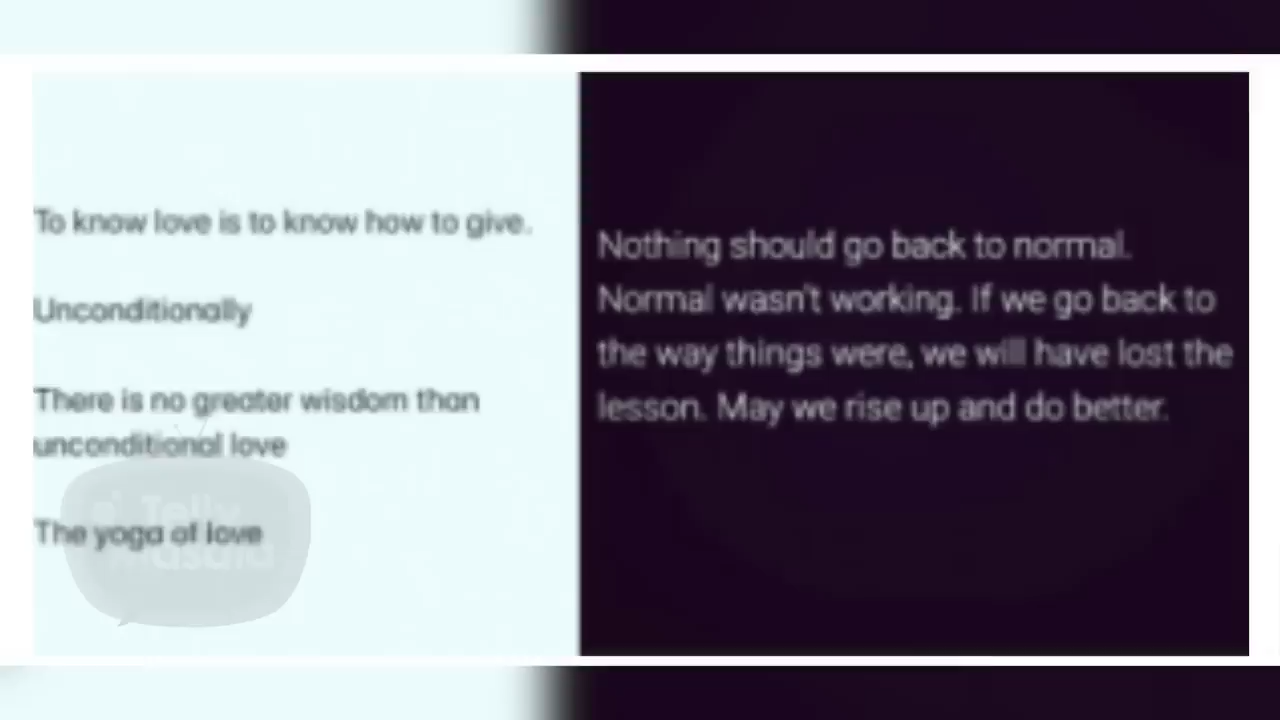 To know love is to know how to give.
Unconditionally
There is no greater wisdom than
unconditional love
The yoga of love
Nothing should go back to normal.
Normal wasn't working. If we go back to
the way things were, we will have lost the
lesson. May we rise up and do better.
Telly